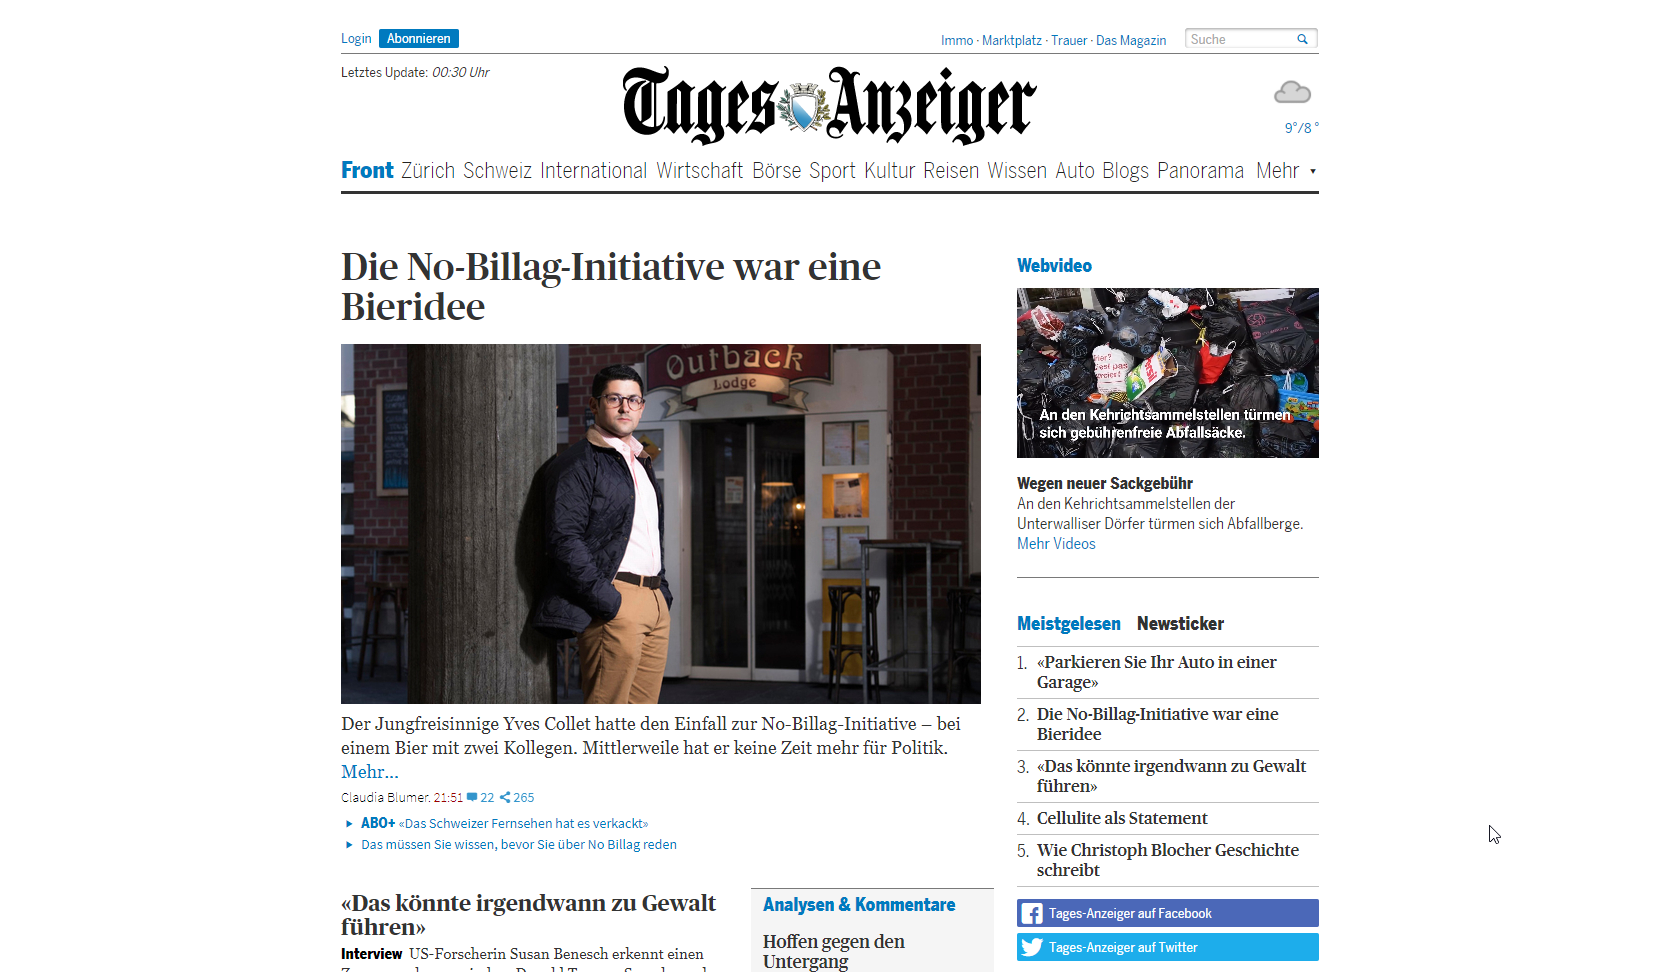 Login Abonnieren
Immo · Marktplatz · Trauer · Das Magazin
Suche
Letztes Update: 00:30 Uhr
Tages Anzeiger
9°/8 °
Front Zürich Schweiz International Wirtschaft Börse Sport Kultur Reisen Wissen Auto Blogs Panorama Mehr
Die No-Billag-Initiative war eine
Bieridee
Outback
Lodge
Der Jungfreisinnige Yves Collet hatte den Einfall zur No-Billag-Initiative – bei
einem Bier mit zwei Kollegen. Mittlerweile hat er keine Zeit mehr für Politik.
Mehr...
Claudia Blumer. 21:51 22 265
ABO+ «Das Schweizer Fernsehen hat es verkackt»
Das müssen Sie wissen, bevor Sie über No Billag reden
«Das könnte irgendwann zu Gewalt
führen»
Interview US-Forscherin Susan Benesch erkennt einen
Analysen & Kommentare
Hoffen gegen den
Untergang
Webvideo
An den Kehrichtsammelstellen türmen
sich gebührenfreie Abfallsäcke.
Wegen neuer Sackgebühr
An den Kehrichtsammelstellen der
Unterwalliser Dörfer türmen sich Abfallberge.
Mehr Videos
Meistgelesen Newsticker
1. «Parkieren Sie Ihr Auto in einer
Garage»
2. Die No-Billag-Initiative war eine
Bieridee
3. «Das könnte irgendwann zu Gewalt
führen»
4. Cellulite als Statement
5. Wie Christoph Blocher Geschichte
schreibt
Tages-Anzeiger auf Facebook
Tages-Anzeiger auf Twitter